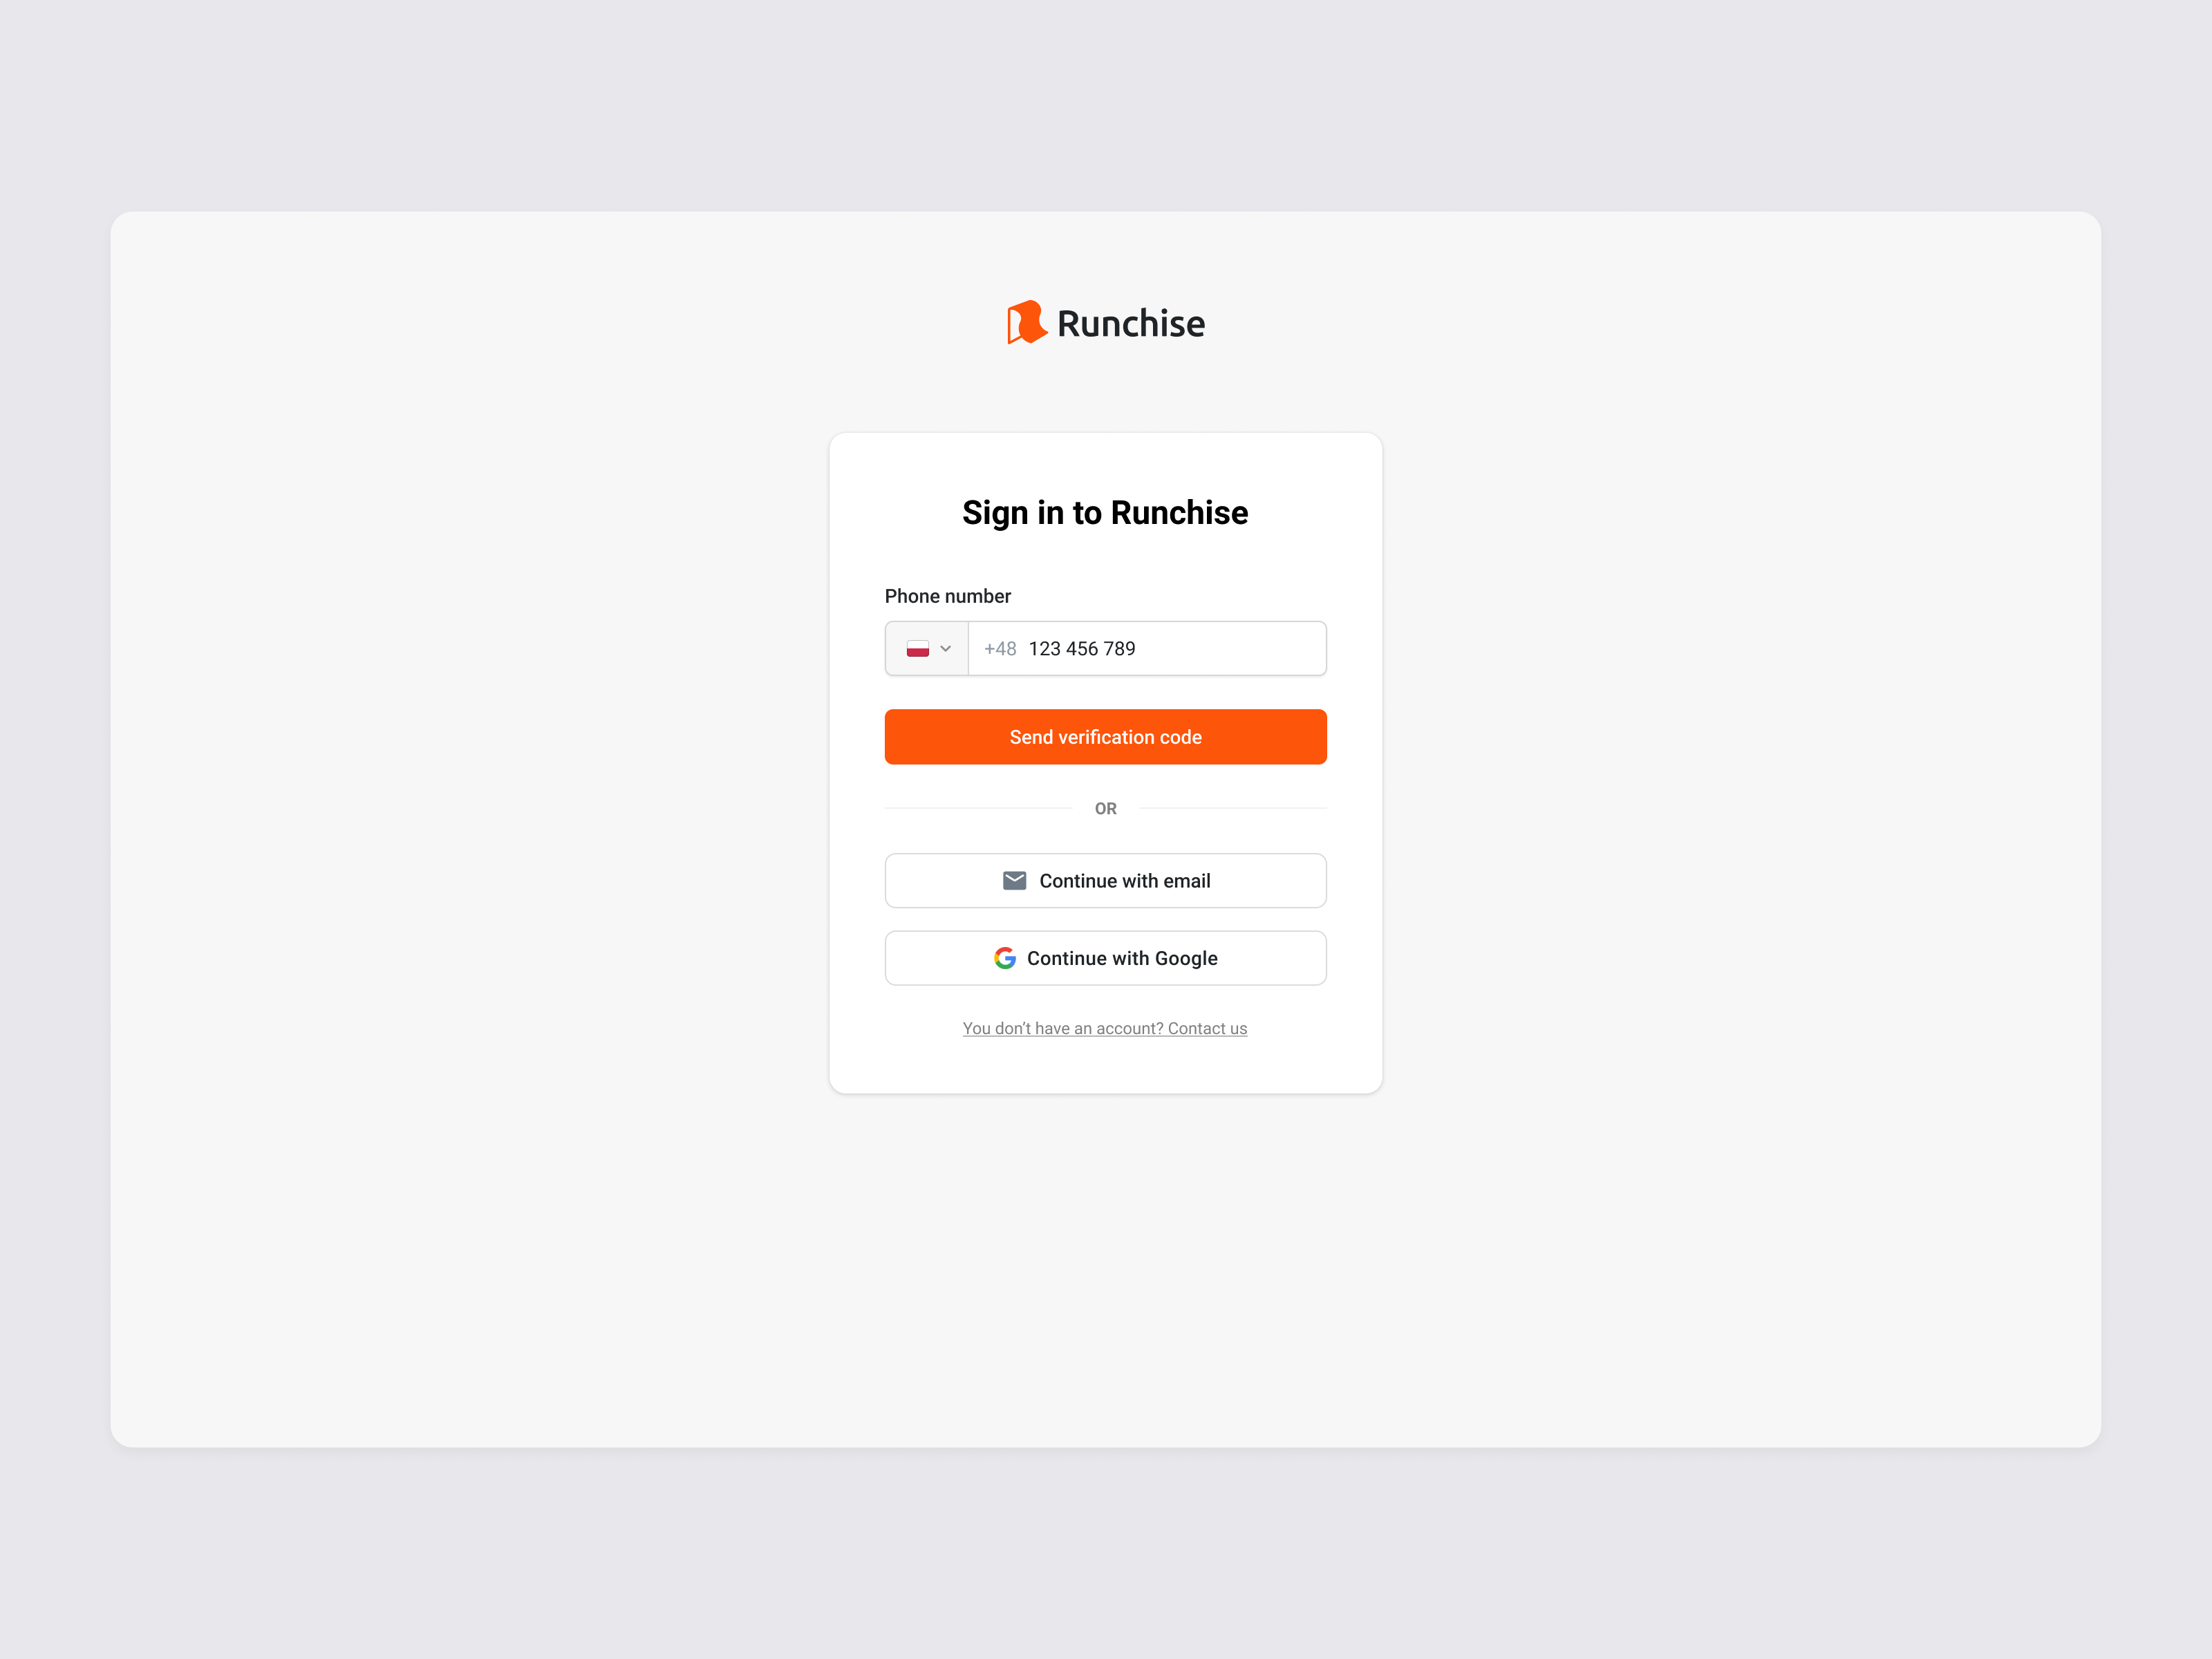 Runchise
Sign in to Runchise
Phone number
+48 123 456 789
Send verification code
OR
Continue with email
Continue with Google
You don’t have an account? Contact us